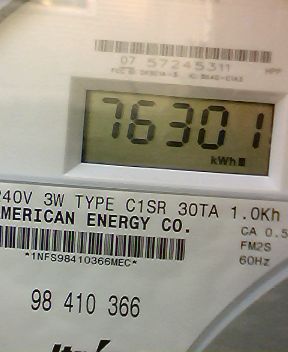 07 57245311 HPP
76301
kWh
240V 3W TYPE C1SR 30TA 1.0Kh
AMERICAN ENERGY CO.
CA 0.5
FM2S
*1NFS98410366MEC*
60Hz
98 410 366